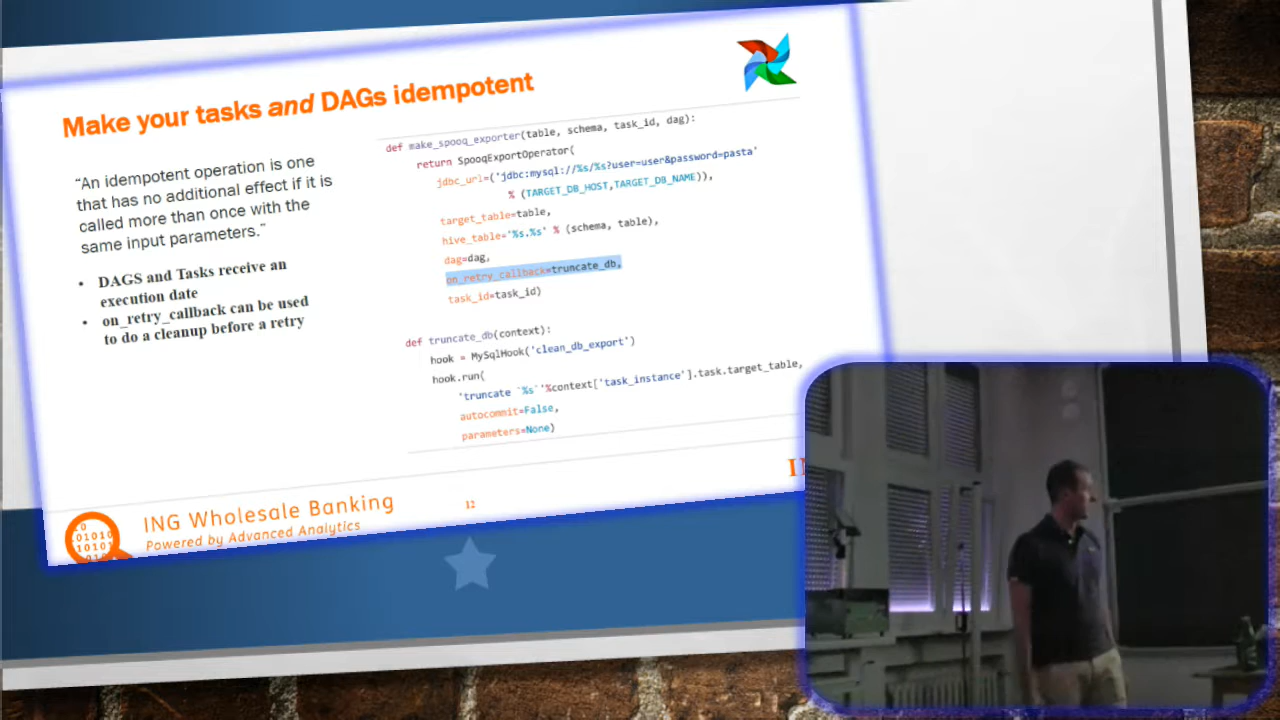 Make your tasks and DAGs idempotent
“An idempotent operation is one
that has no additional effect if it is
called more than once with the
same input parameters.”
• DAGS and Tasks receive an
execution date
• on_retry_callback can be used
to do a cleanup before a retry
def make_spooq_exporter(table, schema, task_id, dag):
return SpooqExportOperator(
jdbc_url=('jdbc:mysql://%s/%s?user=user&password=pasta'
% (TARGET_DB_HOST,TARGET_DB_NAME)),
target_table=table,
hive_table='%s.%s' % (schema, table),
dag=dag,
on_retry_callback=truncate_db,
task_id=task_id)
def truncate_db(context):
hook = MySqlHook('clean_db_export')
hook.run(
'truncate `%s`'%context['task_instance'].task.target_table,
autocommit=False,
parameters=None)
ING Wholesale Banking
Powered by Advanced Analytics
12